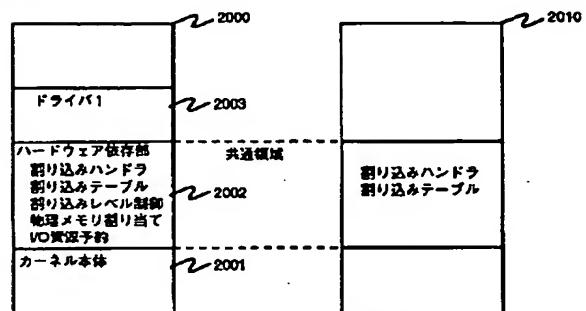 2000
2010
ドライバ1
2003
ハードウェア依存部
割り込みハンドラ
割り込みテーブル
割り込みレベル制御
物理メモリ割り当て
I/O資源予約
2002
共通領域
割り込みハンドラ
割り込みテーブル
カーネル本体
2001